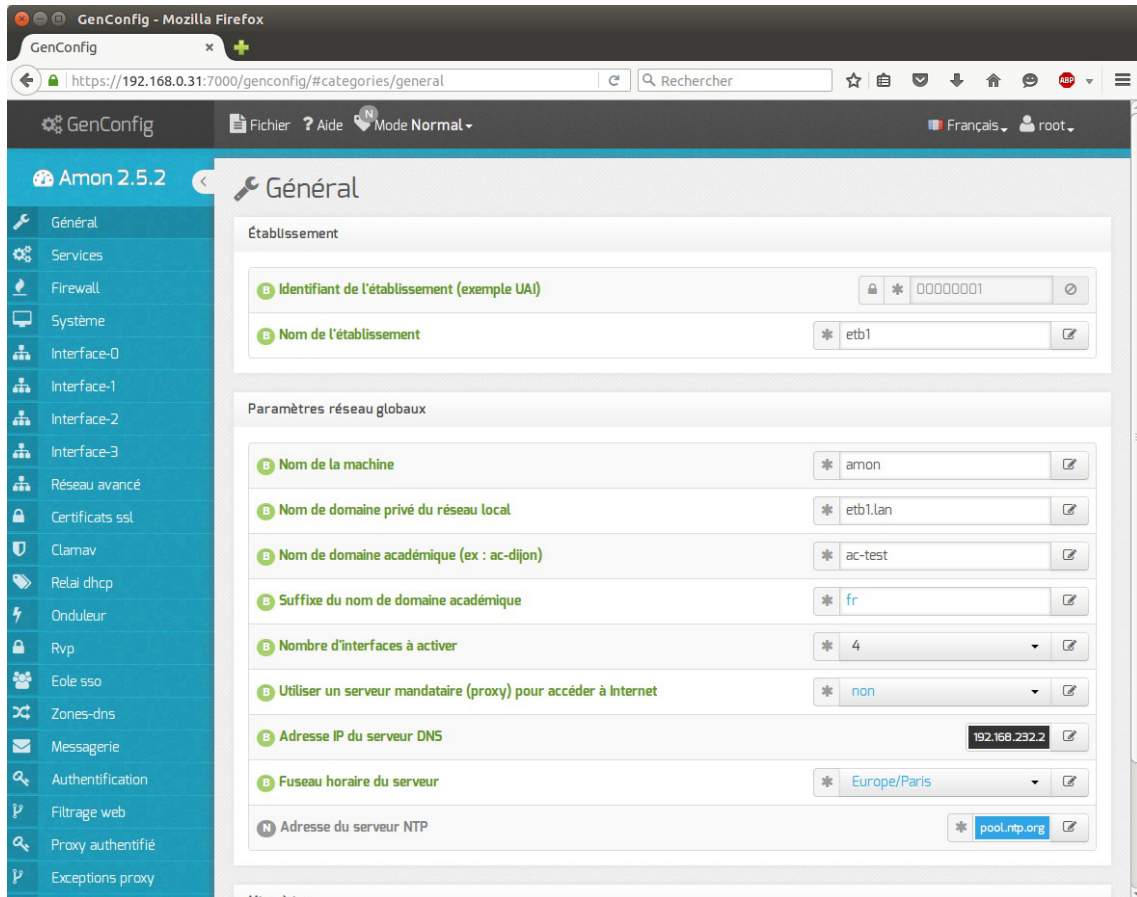 GenConfig - Mozilla Firefox
GenConfig
https://192.168.0.31:7000/genconfig/#categories/general
Rechercher
ABP
GenConfig
Fichier ? Aide N Mode Normal
Français
root
Amon 2.5.2
Général
Services
Firewall
Système
Interface-0
Interface-1
Interface-2
Interface-3
Réseau avancé
Certificats ssl
Clamav
Relai dhcp
Onduleur
Rvp
Eole sso
Zones-dns
Messagerie
Authentification
Filtrage web
Proxy authentifié
Exceptions proxy
Général
Établissement
B Identifiant de l'établissement (exemple UAI) 00000001
B Nom de l'établissement etb1
Paramètres réseau globaux
B Nom de la machine amon
B Nom de domaine privé du réseau local etb1.lan
B Nom de domaine académique (ex : ac-dijon) ac-test
B Suffixe du nom de domaine académique fr
B Nombre d'interfaces à activer 4
B Utiliser un serveur mandataire (proxy) pour accéder à Internet non
B Adresse IP du serveur DNS 192.168.232.2
B Fuseau horaire du serveur Europe/Paris
N Adresse du serveur NTP pool.ntp.org